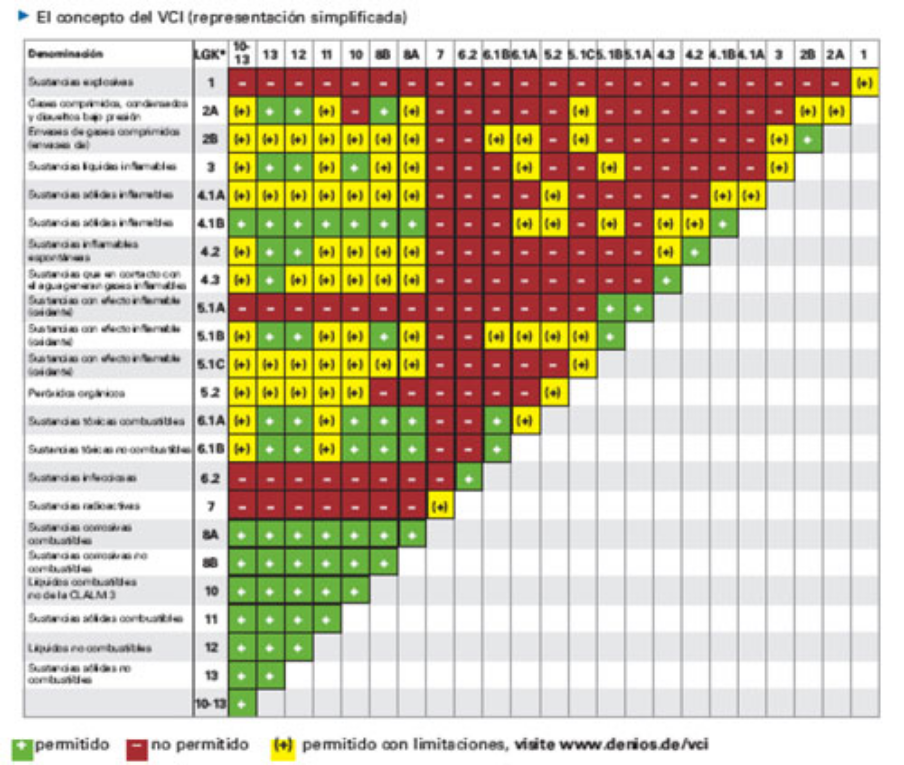 El concepto del VCI (representación simplificada)
Denominación LGK* 10-13 13 12 11 10 8B 8A 7 6.2 6.1B 6.1A 5.2 5.1C 5.1B 5.1A 4.3 4.2 4.1B 4.1A 3 2B 2A 1
Sustancias explosivas 1 - - - - - - - - - - - - - - - - - - - - - - (+)
Gases comprimidos, condensados
y disueltos bajo presión 2A (+) + + (+) - + (+) - - - - - (+) - - - - - - - (+) (+)
Envases de gases comprimidos
(envases de) 2B (+) (+) (+) (+) (+) (+) (+) - - (+) (+) - (+) - - - - - - (+) +
Sustancias líquidas inflamables 3 (+) + + (+) + (+) (+) - - - (+) - - (+) - - - - - (+)
Sustancias sólidas inflamables 4.1A (+) (+) (+) (+) (+) (+) (+) - - - - (+) - - - - - (+) (+)
Sustancias sólidas inflamables 4.1B + + + + + + + - - - (+) (+) - (+) - (+) (+) +
Sustancias inflamables
espontáneas 4.2 (+) + + (+) (+) (+) (+) - - - - - - - - (+) +
Sustancias que en contacto con
el agua generan gases inflamables 4.3 (+) + (+) (+) (+) (+) (+) - - - - - - - - +
Sustancias con efecto inflamable
(oxidante) 5.1A - - - - - - - - - - - - - + +
Sustancias con efecto inflamable
(oxidante) 5.1B (+) + + (+) (+) + (+) - - (+) (+) (+) (+) +
Sustancias con efecto inflamable
(oxidante) 5.1C (+) (+) (+) (+) (+) (+) (+) - - - - - (+)
Peróxidos orgánicos 5.2 (+) (+) (+) (+) (+) - - - - - - (+)
Sustancias tóxicas combustibles 6.1A (+) + + (+) + + + - - + (+)
Sustancias tóxicas no combustibles 6.1B (+) + + (+) + + + - - +
Sustancias infecciosas 6.2 - - - - - - - - +
Sustancias radioactivas 7 - - - - - - - (+)
Sustancias corrosivas
combustibles 8A + + + + + + +
Sustancias corrosivas no
combustibles 8B + + + + + +
Líquidos combustibles
no de la CLALM 3 10 + + + + +
Sustancias sólidas combustibles 11 + + + +
Líquidos no combustibles 12 + + +
Sustancias sólidas no
combustibles 13 + +
10-13 +
+ permitido - no permitido (+) permitido con limitaciones, visite www.denios.de/vci